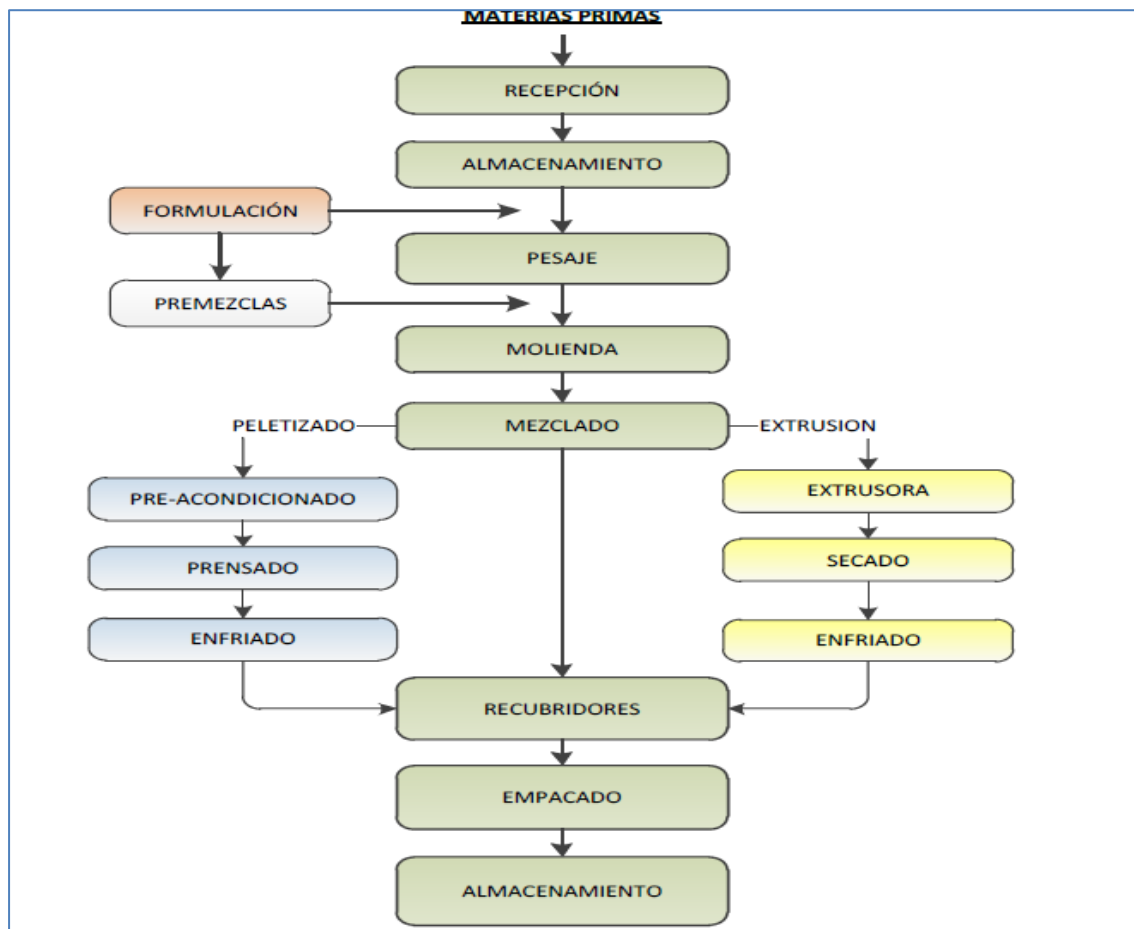 MATERIAS PRIMAS
RECEPCIÓN
ALMACENAMIENTO
FORMULACIÓN
PESAJE
PREMEZCLAS
MOLIENDA
PELETIZADO
MEZCLADO
EXTRUSION
PRE-ACONDICIONADO
EXTRUSORA
PRENSADO
SECADO
ENFRIADO
ENFRIADO
RECUBRIDORES
EMPACADO
ALMACENAMIENTO